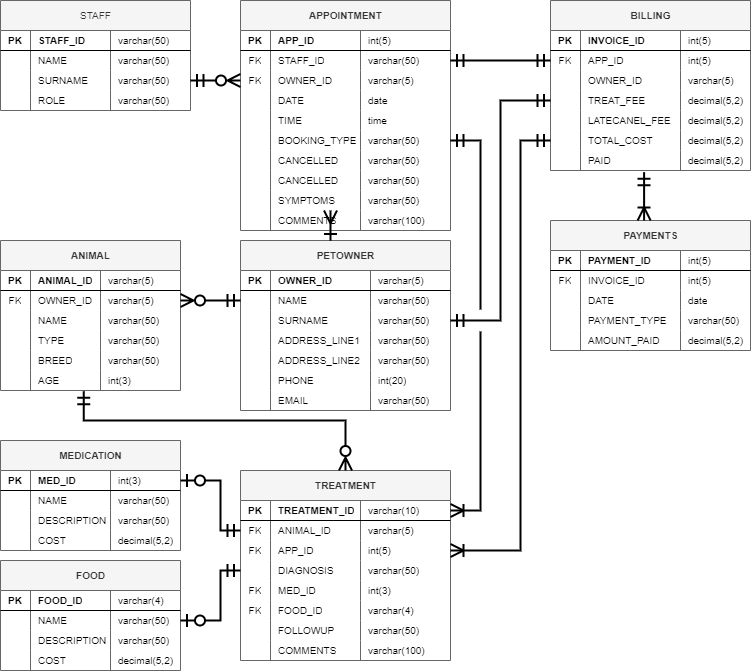 STAFF
PK STAFF_ID varchar(50)
NAME varchar(50)
SURNAME varchar(50)
ROLE varchar(50)
APPOINTMENT
PK APP_ID int(5)
FK STAFF_ID varchar(50)
FK OWNER_ID varchar(5)
DATE date
TIME time
BOOKING_TYPE varchar(50)
CANCELLED varchar(50)
CANCELLED varchar(50)
SYMPTOMS varchar(50)
COMMENTS varchar(100)
BILLING
PK INVOICE_ID int(5)
FK APP_ID int(5)
OWNER_ID varchar(5)
TREAT_FEE decimal(5,2)
LATECANEL_FEE decimal(5,2)
TOTAL_COST decimal(5,2)
PAID decimal(5,2)
ANIMAL
PK ANIMAL_ID varchar(5)
FK OWNER_ID varchar(5)
NAME varchar(50)
TYPE varchar(50)
BREED varchar(50)
AGE int(3)
PETOWNER
PK OWNER_ID varchar(5)
NAME varchar(50)
SURNAME varchar(50)
ADDRESS_LINE1 varchar(50)
ADDRESS_LINE2 varchar(50)
PHONE int(20)
EMAIL varchar(50)
PAYMENTS
PK PAYMENT_ID int(5)
FK INVOICE_ID int(5)
DATE date
PAYMENT_TYPE varchar(50)
AMOUNT_PAID decimal(5,2)
MEDICATION
PK MED_ID int(3)
NAME varchar(50)
DESCRIPTION varchar(50)
COST decimal(5,2)
TREATMENT
PK TREATMENT_ID varchar(10)
FK ANIMAL_ID varchar(5)
FK APP_ID int(5)
DIAGNOSIS varchar(50)
FK MED_ID int(3)
FK FOOD_ID varchar(4)
FOLLOWUP varchar(50)
COMMENTS varchar(100)
FOOD
PK FOOD_ID varchar(4)
NAME varchar(50)
DESCRIPTION varchar(50)
COST decimal(5,2)